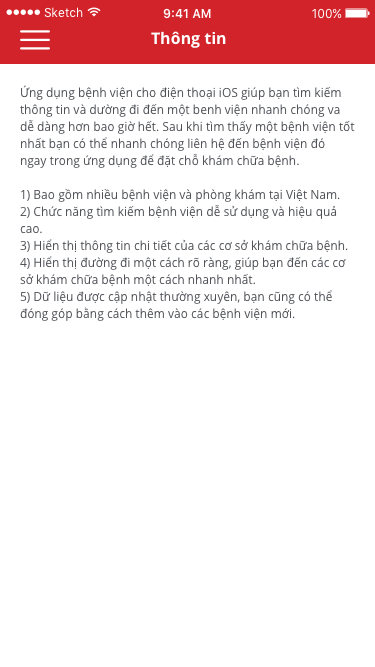 Sketch 9:41 AM 100%
Thông tin
Ứng dụng bệnh viện cho điện thoại iOS giúp bạn tìm kiếm
thông tin và dường đi đến một benh viện nhanh chóng va
dễ dàng hơn bao giờ hết. Sau khi tìm thấy một bệnh viện tốt
nhất bạn có thể nhanh chóng liên hệ đến bệnh viện đó
ngay trong ứng dụng để đặt chỗ khám chữa bệnh.
1) Bao gồm nhiều bệnh viện và phòng khám tại Việt Nam.
2) Chức năng tìm kiếm bệnh viện dễ sử dụng và hiệu quả
cao.
3) Hiển thị thông tin chi tiết của các cơ sở khám chữa bệnh.
4) Hiển thị đường đi một cách rõ ràng, giúp bạn đến các cơ
sở khám chữa bệnh một cách nhanh nhất.
5) Dữ liệu được cập nhật thường xuyên, bạn cũng có thể
đóng góp bằng cách thêm vào các bệnh viện mới.